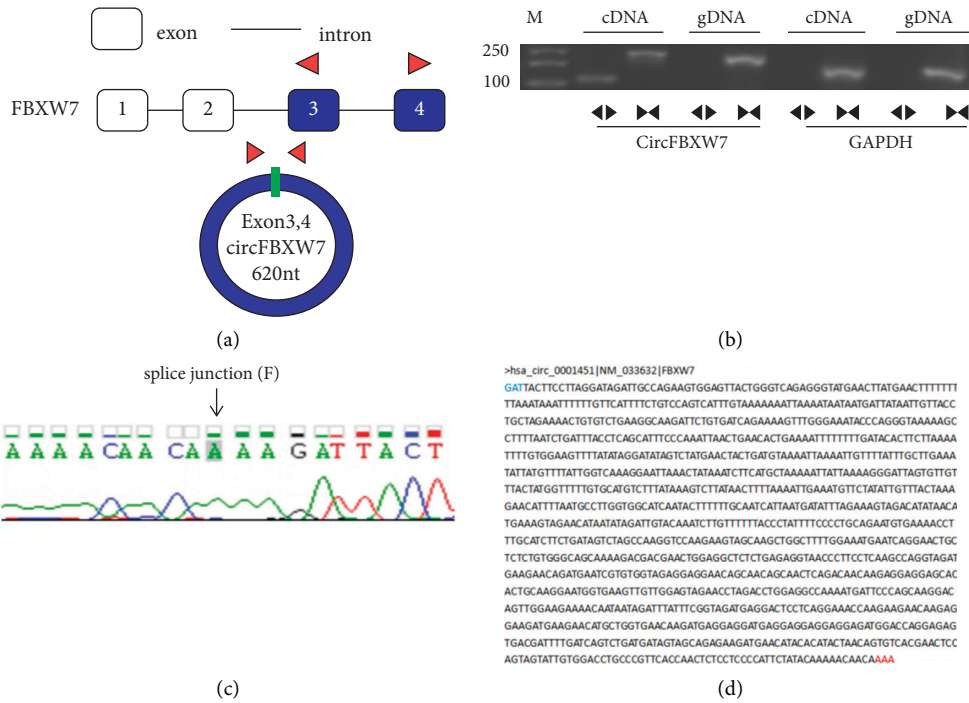 exon
intron
FBXW7
1 2 3 4
Exon3,4
circFBXW7
620nt
(a)
M cDNA gDNA cDNA gDNA
250
100
CircFBXW7 GAPDH
(b)
splice junction (F)
A A A A C A A C A A A A G A T T A C T
(c)
>hsa_circ_0001451|NM_033632|FBXW7
GATTACTTCCTTAGGATAGATTGCCAGAAGTGGAGTTACTGGGTCAGAGGGTATGAACTTATGAACTTTTTTT
TTAAATAAATTTTTTGTTCATTTTCTGTCCAGTCATTTGTAAAAAAATTAAAATAATAATGATTATAATTGTTACC
TGCTAGAAAACTGTGTCTGAAGGCAAGATTCTGTGATCAGAAAAGTTTGGGAAATACCCAGGGTAAAAAGC
CTTTTAATCTGATTTACCTCAGCATTTCCCAAATTAACTGAACACTGAAAATTTTTTTTGATACACTTCTTAAAA
TTTTGTGGAAGTTTTATATAGGATATAGTCTATGAACTACTGATGTAAAATTAAAATTGTTTTATTTGCTTGAAA
TATTATGTTTTATTGGTCAAAGGAATTAAACTATAAATCTTCATGCTAAAAATTATTAAAAGGGATTAGTGTTGT
TTACTATGGTTTTTGTGCATGTCTTTATAAAGTCTTATAACTTTTAAAATTGAAATGTTCTATATTGTTTACTAAA
GAACATTTTAATGCCTTGGTGGCATCAATACTTTTTTGCAATCATTAATGATATTTAGAAAGTAGACATATAACA
TGAAAGTAGAACATAATATAGATTGTACAAATCTTGTTTTTTACCCTATTTTCCCCTGCAGAATGTGAAAACCT
TTGCATCTTCTGATAGTCTAGCCAAGGTCCAAGAAGTAGCAAGCTGGCTTTTGGAAATGAATCAGGAACTGC
TCTCTGTGGGCAGCAAAAGACGACGAACTGGAGGCTCTCTGAGAGGTAACCCTTCCTCAAGCCAGGTAGAT
GAAGAACAGATGAATCGTGTGGTAGAGGAGGAACAGCAACAGCAACTCAGACAACAAGAGGAGGAGCAC
ACTGCAAGGAATGGTGAAGTTGTTGGAGTAGAACCTAGACCTGGAGGCCAAAATGATTCCCAGCAAGGAC
AGTTGGAAGAAAACAATAATAGATTTATTTCGGTAGATGAGGACTCCTCAGGAAACCAAGAAGAACAAGAG
GAAGATGAAGAACATGCTGGTGAACAAGATGAGGAGGATGAGGAGGAGGAGGAGATGGACCAGGAGAG
TGACGATTTTGATCAGTCTGATGATAGTAGCAGAGAAGATGAACATACACATACTAACAGTGTCACGAACTCC
AGTAGTATTGTGGACCTGCCCGTTCACCAACTCTCCTCCCCATTCTATACAAAAACAACAAAA
(d)